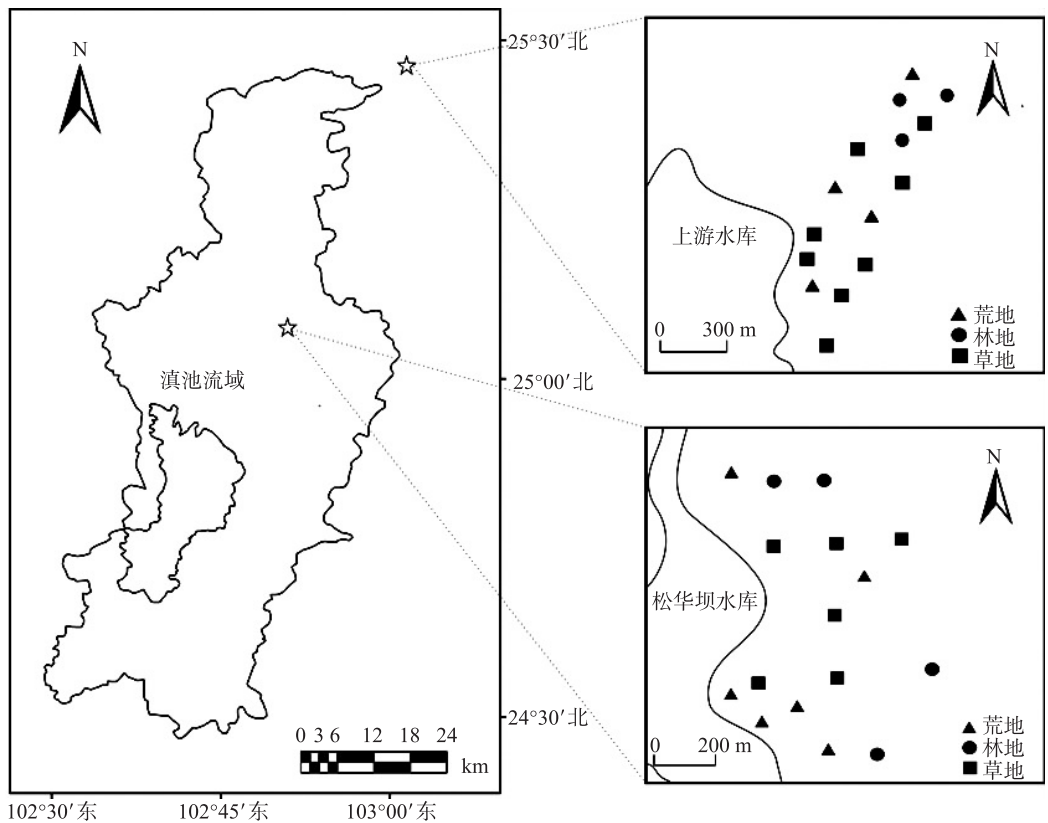 N
25°30′北
滇池流域
25°00′北
24°30′北
0 3 6 12 18 24
km
102°30′东
102°45′东
103°00′东
N
上游水库
0 300 m
荒地
林地
草地
N
松华坝水库
0 200 m
荒地
林地
草地